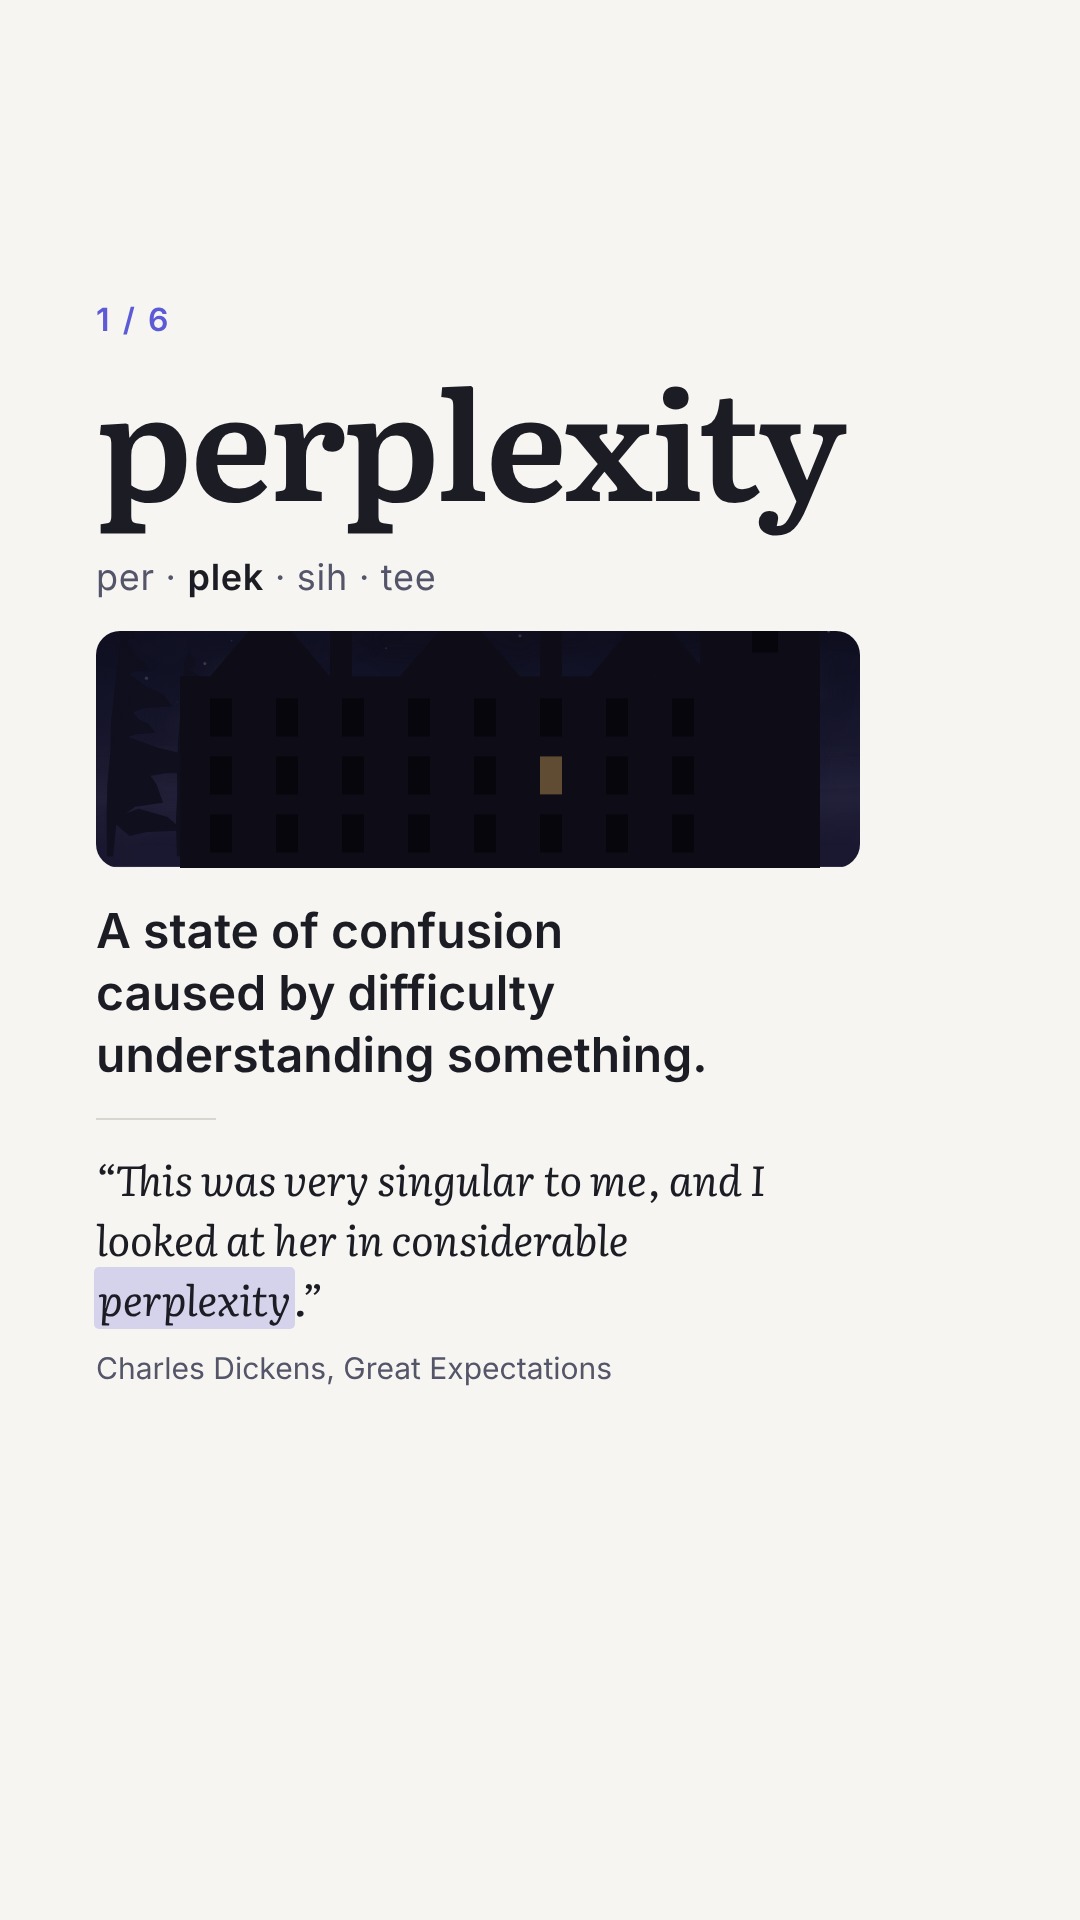 1 / 6
perplexity
per · plek · sih · tee
A state of confusion
caused by difficulty
understanding something.
“This was very singular to me, and I
looked at her in considerable
perplexity.”
Charles Dickens, Great Expectations